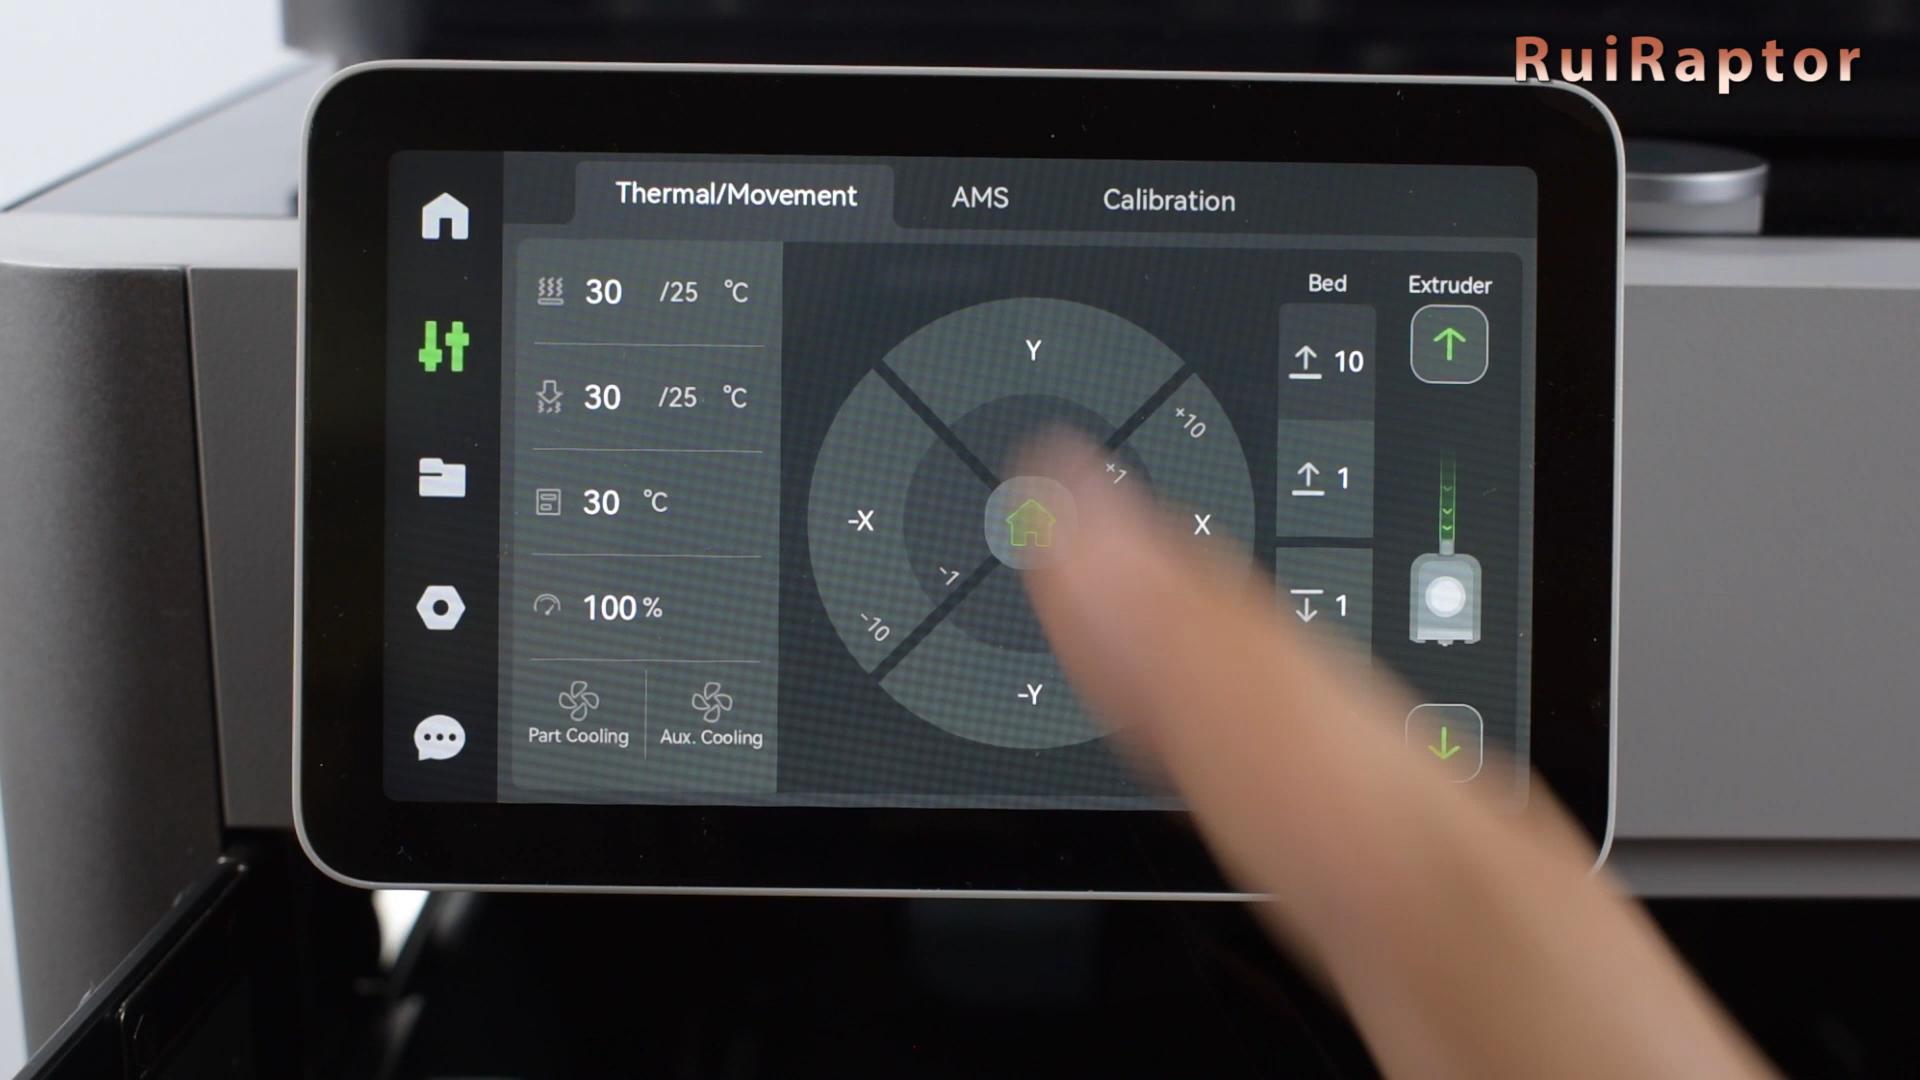 RuiRaptor
Thermal/Movement AMS Calibration
30 /25 °C
30 /25 °C
30 °C
100%
Part Cooling Aux. Cooling
Y
+10
+1
-X X
-1
-10
-Y
Bed Extruder
10
1
1